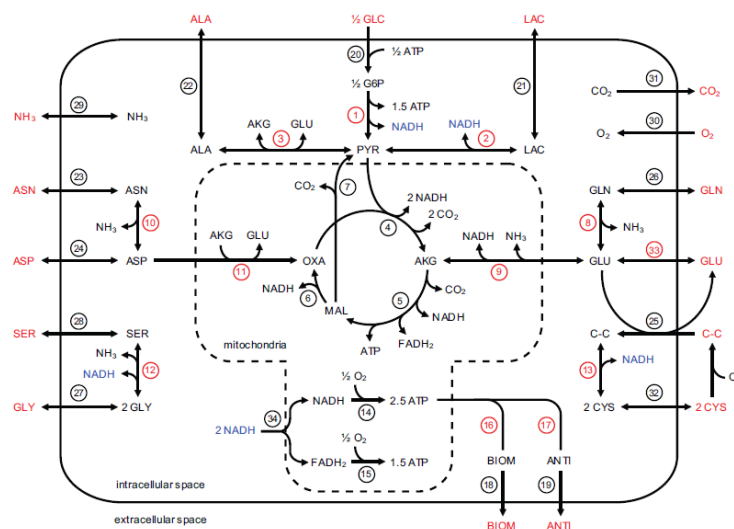 ALA ½ GLC LAC
20 ½ ATP
22 ½ G6P 21 31
CO₂ CO₂
29 1.5 ATP
NH₃ NH₃ AKG GLU 1 NADH NADH 30
3 2 O₂ O₂
ALA PYR LAC
23 7 26
ASN ASN CO₂ 2 NADH GLN GLN
4 2 CO₂
NH₃ 10 AKG GLU NADH NH₃ 8 NH₃
24 33
ASP ASP OXA AKG GLU GLU
11 9
NADH 6 CO₂
MAL 5 NADH
28 25
SER SER mitochondria ATP FADH₂ C-C C-C
NH₃ 12 ½ O₂ 13 NADH
NADH C
27 NADH 2.5 ATP 32
GLY 2 GLY 14 2 CYS 2 CYS
34
2 NADH ½ O₂ 16 17
FADH₂ 1.5 ATP BIOM ANTI
15
18 19
intracellular space
extracellular space BIOM ANTI